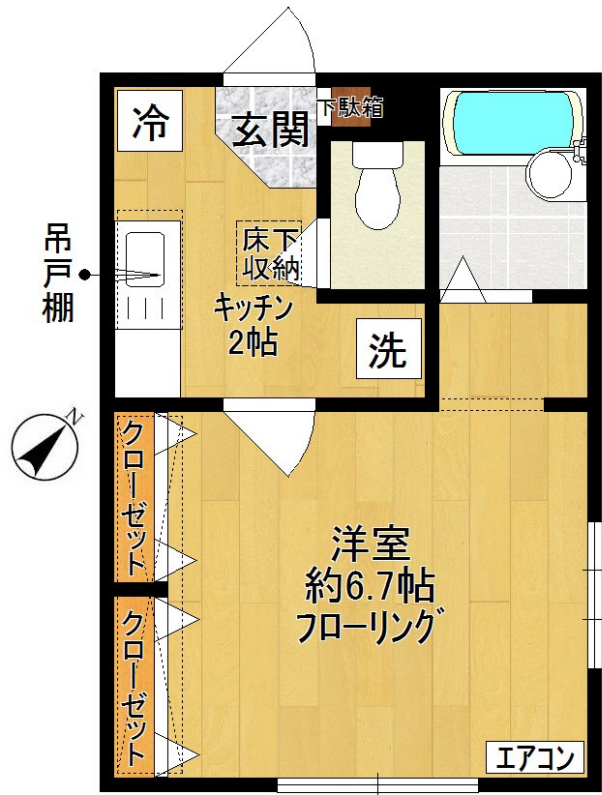 冷
玄関
下駄箱
吊戸棚
床下
収納
キッチン
2帖
洗
N
クローゼット
洋室
約6.7帖
フローリング
クローゼット
エアコン